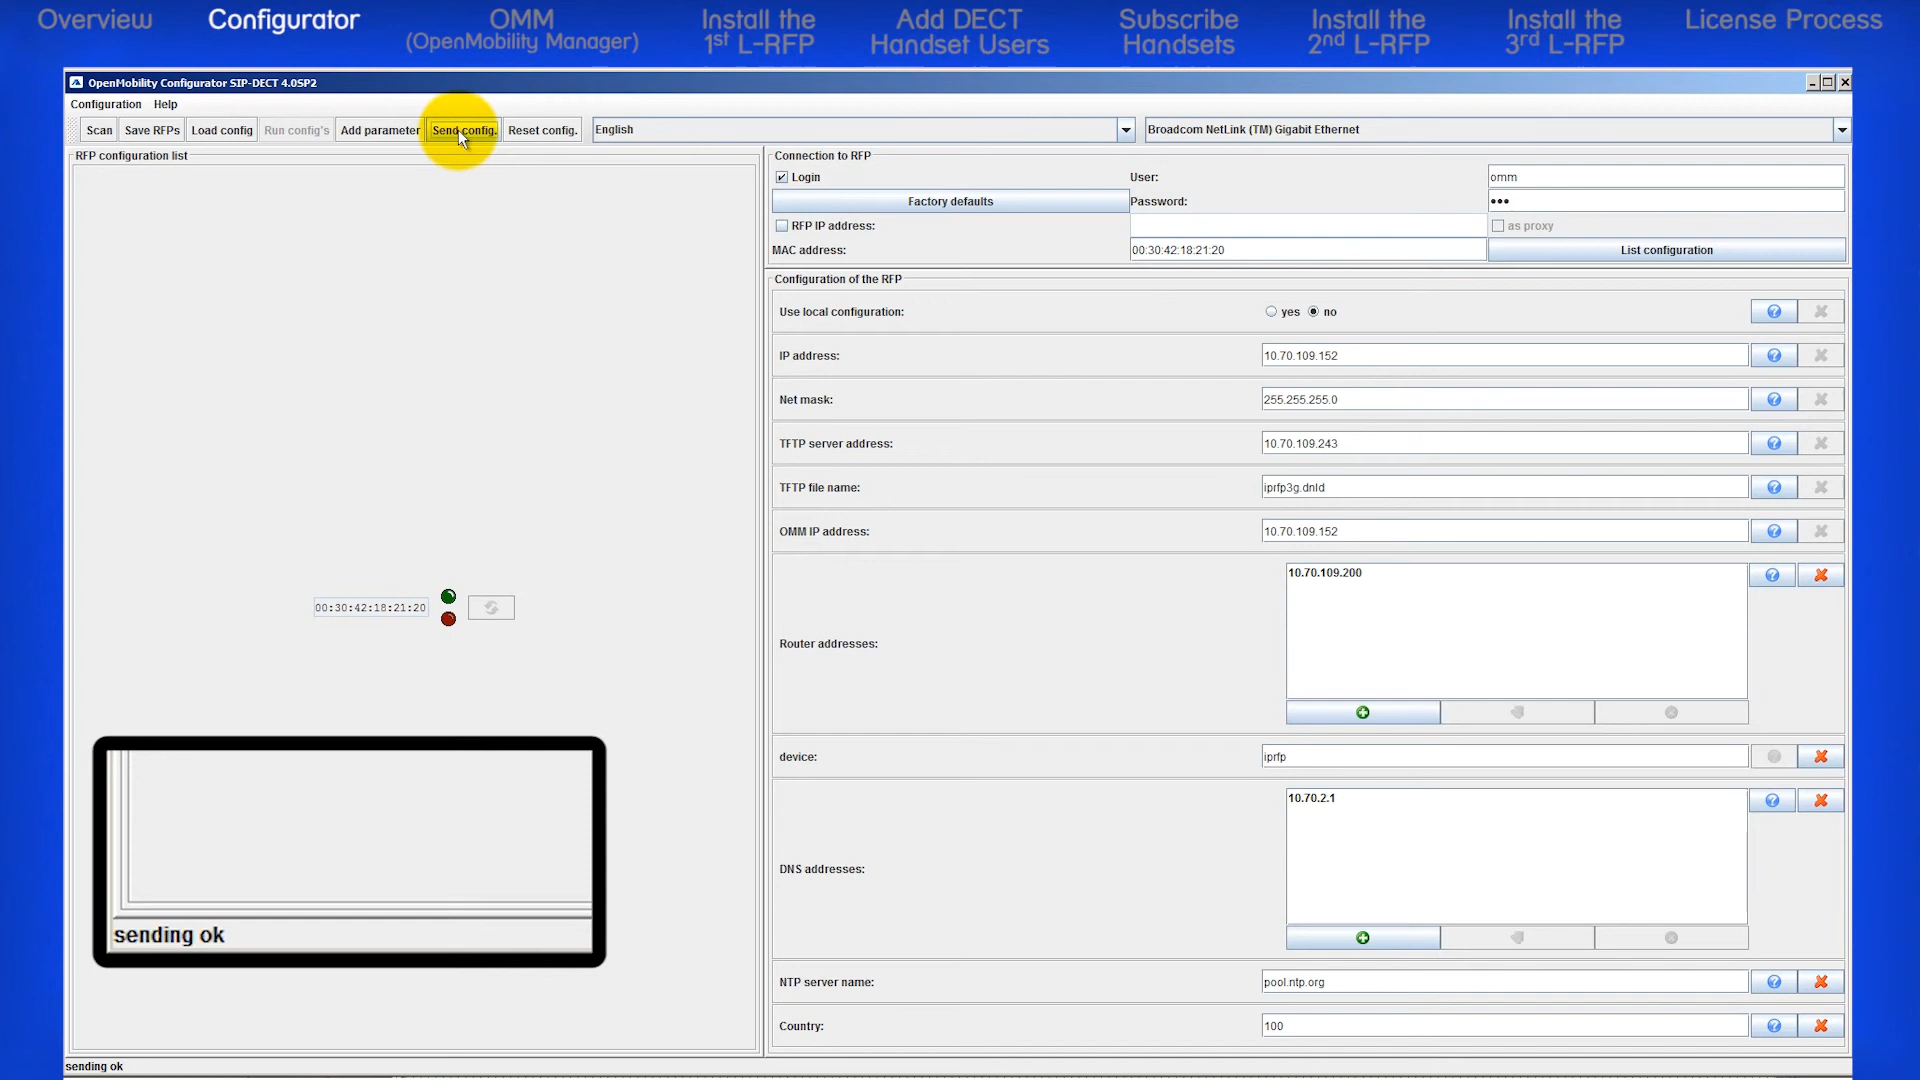 Overview
Configurator
OMM
(OpenMobility Manager)
Install the
1st L-RFP
Add DECT
Handset Users
Subscribe
Handsets
Install the
2nd L-RFP
Install the
3rd L-RFP
License Process
OpenMobility Configurator SIP-DECT 4.0SP2
Configuration Help
Scan Save RFPs Load config Run config's Add parameter Send config. Reset config. English Broadcom NetLink (TM) Gigabit Ethernet
RFP configuration list
00:30:42:18:21:20
sending ok
Connection to RFP
Login User: omm
Factory defaults Password: •••
RFP IP address: as proxy
MAC address: 00:30:42:18:21:20 List configuration
Configuration of the RFP
Use local configuration: yes no
IP address: 10.70.109.152
Net mask: 255.255.255.0
TFTP server address: 10.70.109.243
TFTP file name: iprfp3g.dnld
OMM IP address: 10.70.109.152
Router addresses: 10.70.109.200
device: iprfp
DNS addresses: 10.70.2.1
NTP server name: pool.ntp.org
Country: 100
sending ok